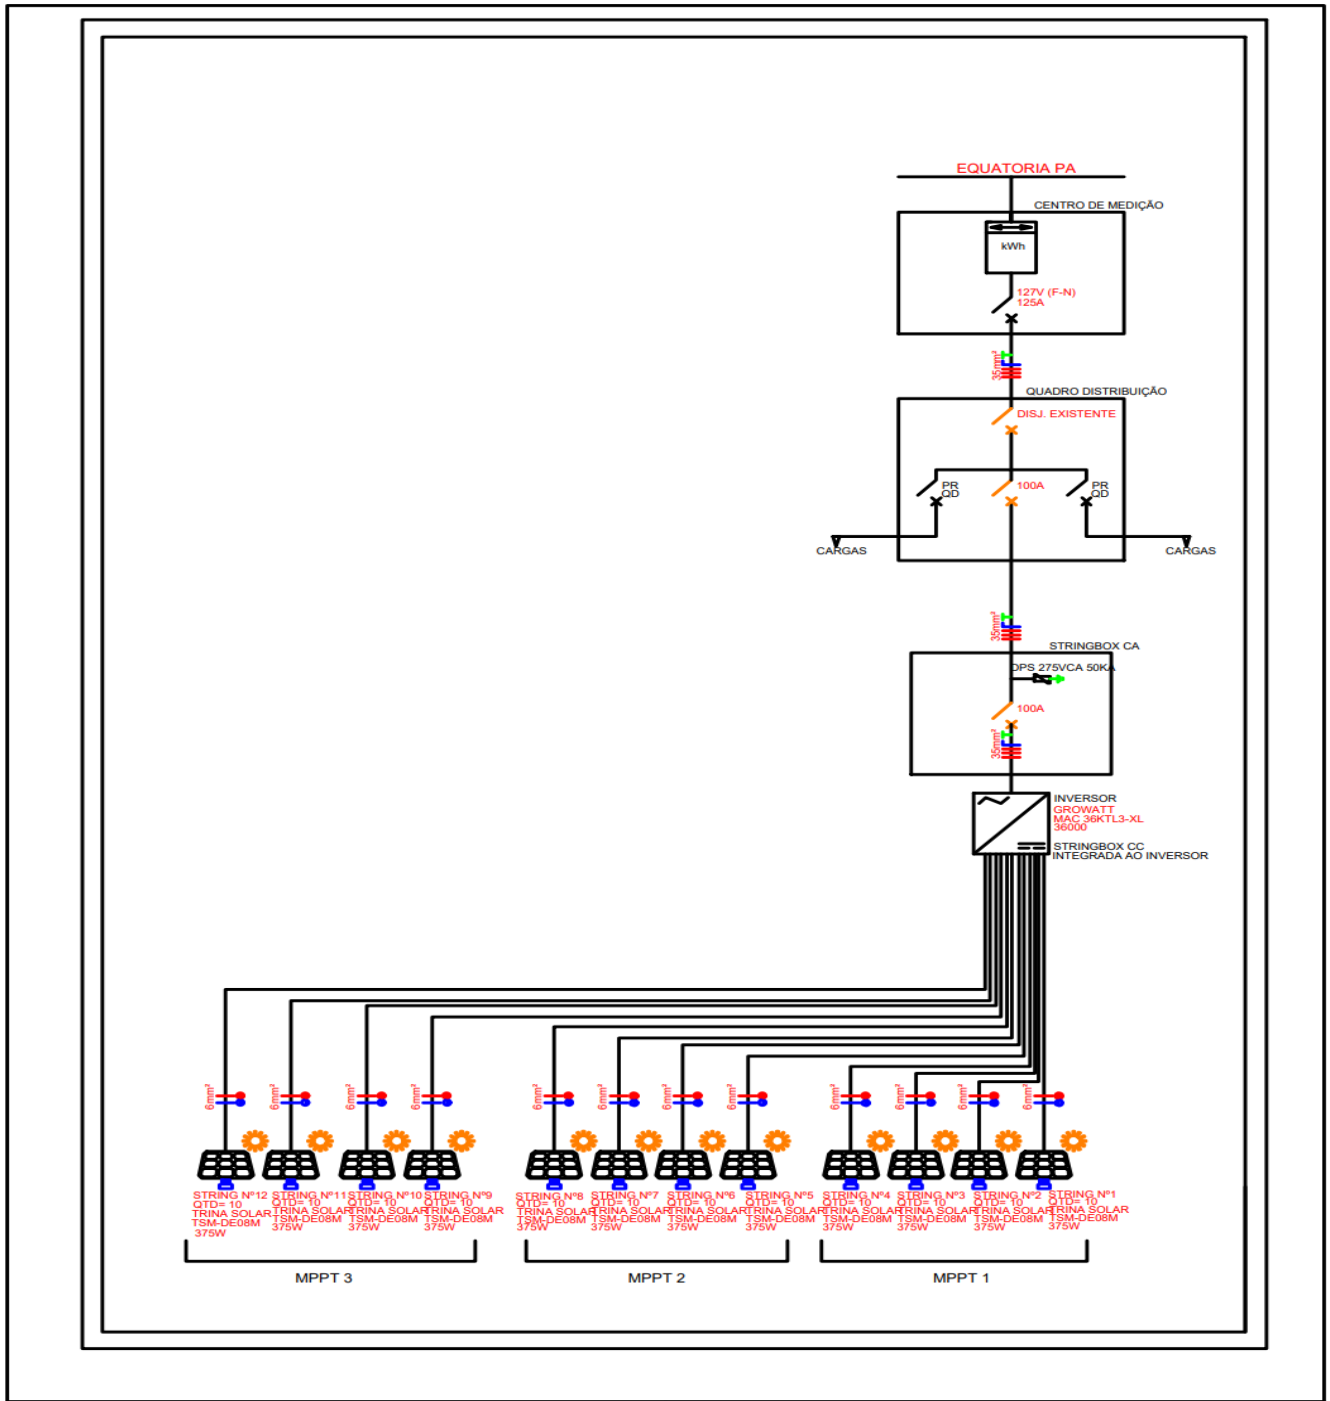 EQUATORIA PA
CENTRO DE MEDIÇÃO
kWh
127V (F-N)
125A
35mm²
QUADRO DISTRIBUIÇÃO
DISJ. EXISTENTE
PR
QD
100A
PR
QD
CARGAS
CARGAS
35mm²
STRINGBOX CA
DPS 275VCA 50KA
100A
35mm²
INVERSOR
GROWATT
MAC 36KTL3-XL
36000
STRINGBOX CC
INTEGRADA AO INVERSOR
6mm²
6mm²
6mm²
6mm²
6mm²
6mm²
6mm²
6mm²
6mm²
6mm²
6mm²
6mm²
STRING Nº12
QTD= 10
TRINA SOLAR
TSM-DE08M
375W
STRING Nº11
QTD= 10
TRINA SOLAR
TSM-DE08M
375W
STRING Nº10
QTD= 10
TRINA SOLAR
TSM-DE08M
375W
STRING Nº9
QTD= 10
TRINA SOLAR
TSM-DE08M
375W
STRING Nº8
QTD= 10
TRINA SOLAR
TSM-DE08M
375W
STRING Nº7
QTD= 10
TRINA SOLAR
TSM-DE08M
375W
STRING Nº6
QTD= 10
TRINA SOLAR
TSM-DE08M
375W
STRING Nº5
QTD= 10
TRINA SOLAR
TSM-DE08M
375W
STRING Nº4
QTD= 10
TRINA SOLAR
TSM-DE08M
375W
STRING Nº3
QTD= 10
TRINA SOLAR
TSM-DE08M
375W
STRING Nº2
QTD= 10
TRINA SOLAR
TSM-DE08M
375W
STRING Nº1
QTD= 10
TRINA SOLAR
TSM-DE08M
375W
MPPT 3
MPPT 2
MPPT 1